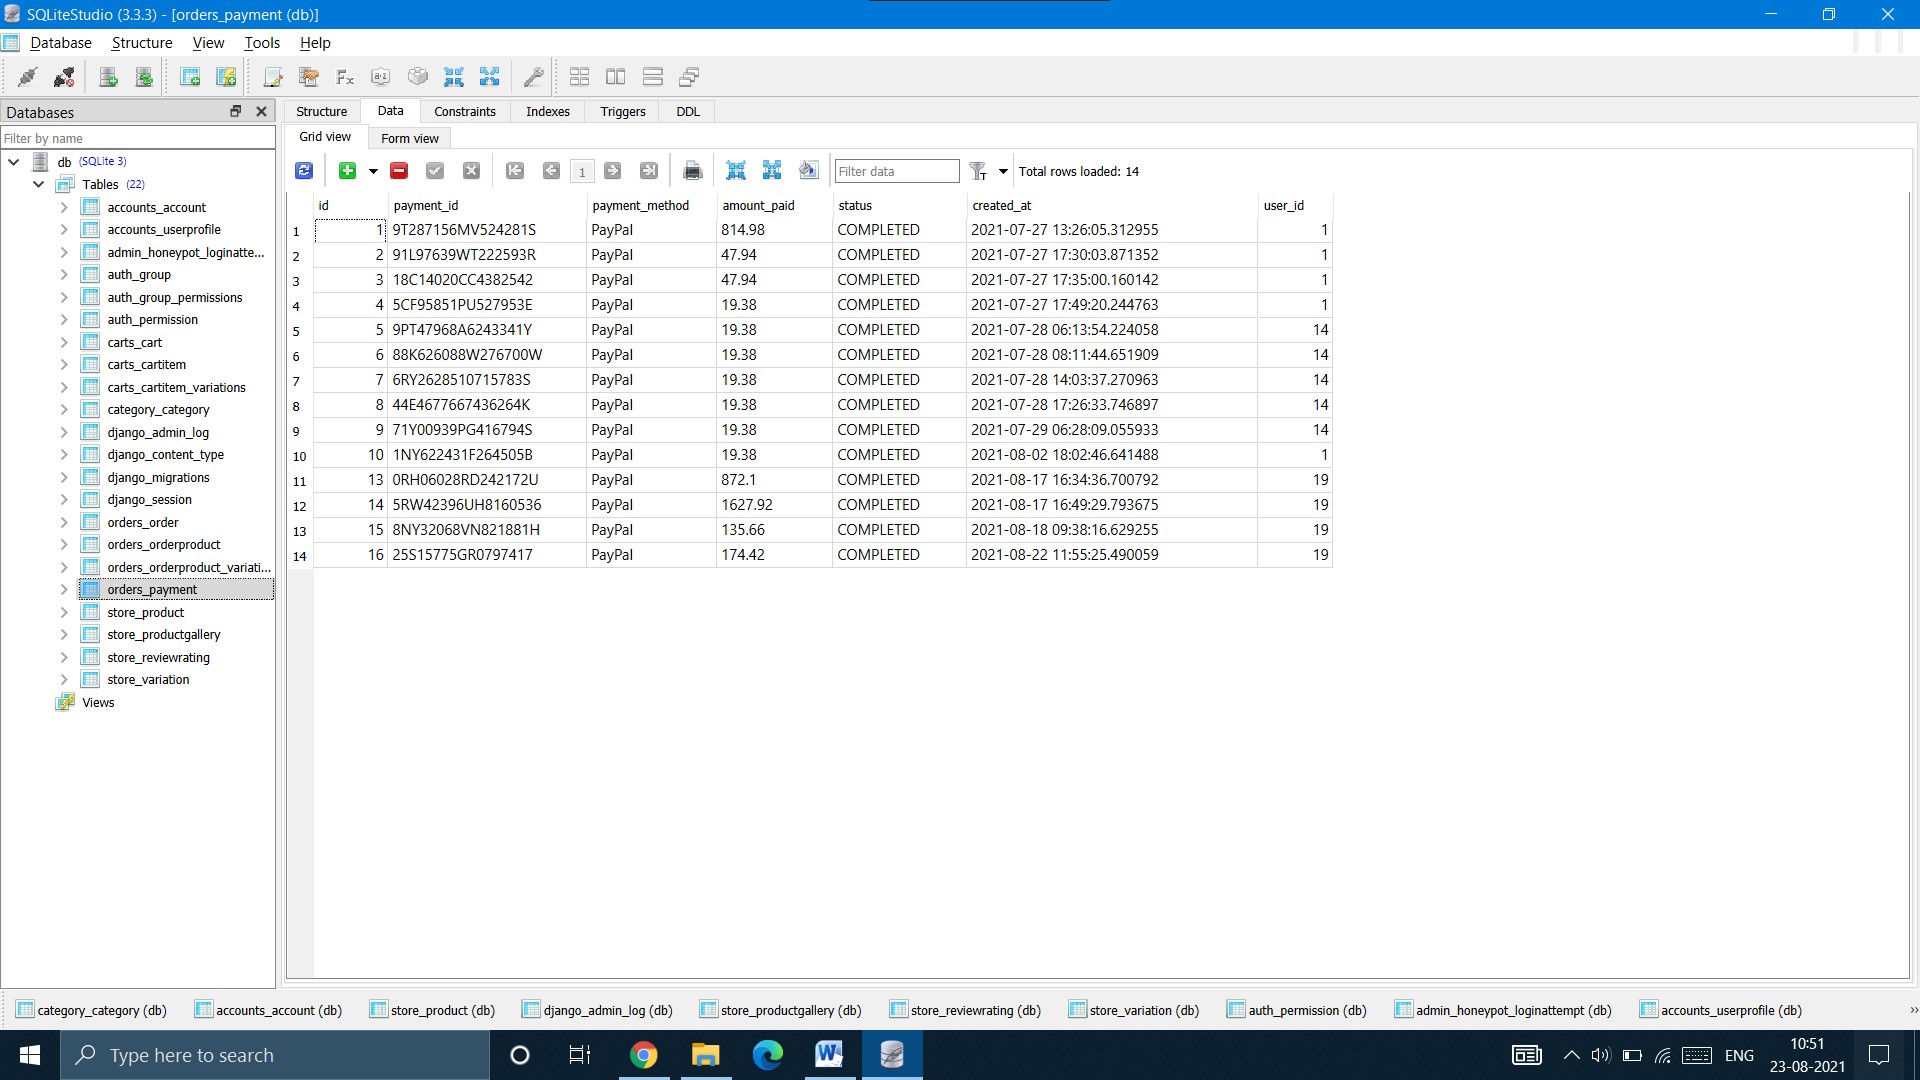 SQLiteStudio (3.3.3) - [orders_payment (db)]
Database Structure View Tools Help
Databases
Filter by name
db (SQLite 3)
Tables (22)
accounts_account
accounts_userprofile
admin_honeypot_loginatte...
auth_group
auth_group_permissions
auth_permission
carts_cart
carts_cartitem
carts_cartitem_variations
category_category
django_admin_log
django_content_type
django_migrations
django_session
orders_order
orders_orderproduct
orders_orderproduct_variati...
orders_payment
store_product
store_productgallery
store_reviewrating
store_variation
Views
Structure Data Constraints Indexes Triggers DDL
Grid view Form view
1 Filter data Total rows loaded: 14
id payment_id payment_method amount_paid status created_at user_id
1 1 9T287156MV524281S PayPal 814.98 COMPLETED 2021-07-27 13:26:05.312955 1
2 2 91L97639WT222593R PayPal 47.94 COMPLETED 2021-07-27 17:30:03.871352 1
3 3 18C14020CC4382542 PayPal 47.94 COMPLETED 2021-07-27 17:35:00.160142 1
4 4 5CF95851PU527953E PayPal 19.38 COMPLETED 2021-07-27 17:49:20.244763 1
5 5 9PT47968A6243341Y PayPal 19.38 COMPLETED 2021-07-28 06:13:54.224058 14
6 6 88K626088W276700W PayPal 19.38 COMPLETED 2021-07-28 08:11:44.651909 14
7 7 6RY2628510715783S PayPal 19.38 COMPLETED 2021-07-28 14:03:37.270963 14
8 8 44E4677667436264K PayPal 19.38 COMPLETED 2021-07-28 17:26:33.746897 14
9 9 71Y00939PG416794S PayPal 19.38 COMPLETED 2021-07-29 06:28:09.055933 14
10 10 1NY622431F264505B PayPal 19.38 COMPLETED 2021-08-02 18:02:46.641488 1
11 13 0RH06028RD242172U PayPal 872.1 COMPLETED 2021-08-17 16:34:36.700792 19
12 14 5RW42396UH8160536 PayPal 1627.92 COMPLETED 2021-08-17 16:49:29.793675 19
13 15 8NY32068VN821881H PayPal 135.66 COMPLETED 2021-08-18 09:38:16.629255 19
14 16 25S15775GR0797417 PayPal 174.42 COMPLETED 2021-08-22 11:55:25.490059 19
category_category (db) accounts_account (db) store_product (db) django_admin_log (db) store_productgallery (db) store_reviewrating (db) store_variation (db) auth_permission (db) admin_honeypot_loginattempt (db) accounts_userprofile (db) »
Type here to search
ENG
10:51
23-08-2021